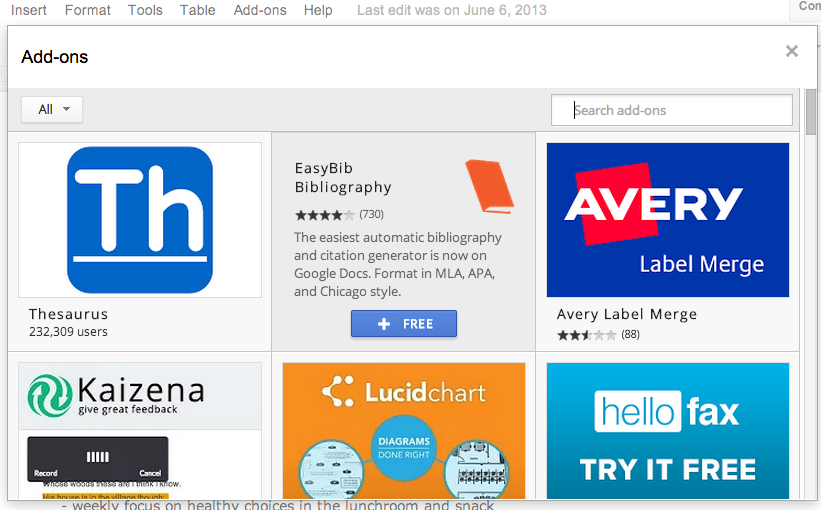 Insert Format Tools Table Add-ons Help Last edit was on June 6, 2013
Com
Add-ons
All
Search add-ons
Th
Thesaurus
232,309 users
EasyBib
Bibliography
(730)
The easiest automatic bibliography
and citation generator is now on
Google Docs. Format in MLA, APA,
and Chicago style.
FREE
AVERY
Label Merge
Avery Label Merge
(88)
Kaizena
give great feedback
Record Cancel
Whose woods these are I think I know.
His house is in the village though;
Lucidchart
DIAGRAMS
DONE RIGHT
hellofax
TRY IT FREE
- weekly focus on healthy choices in the lunchroom and snack